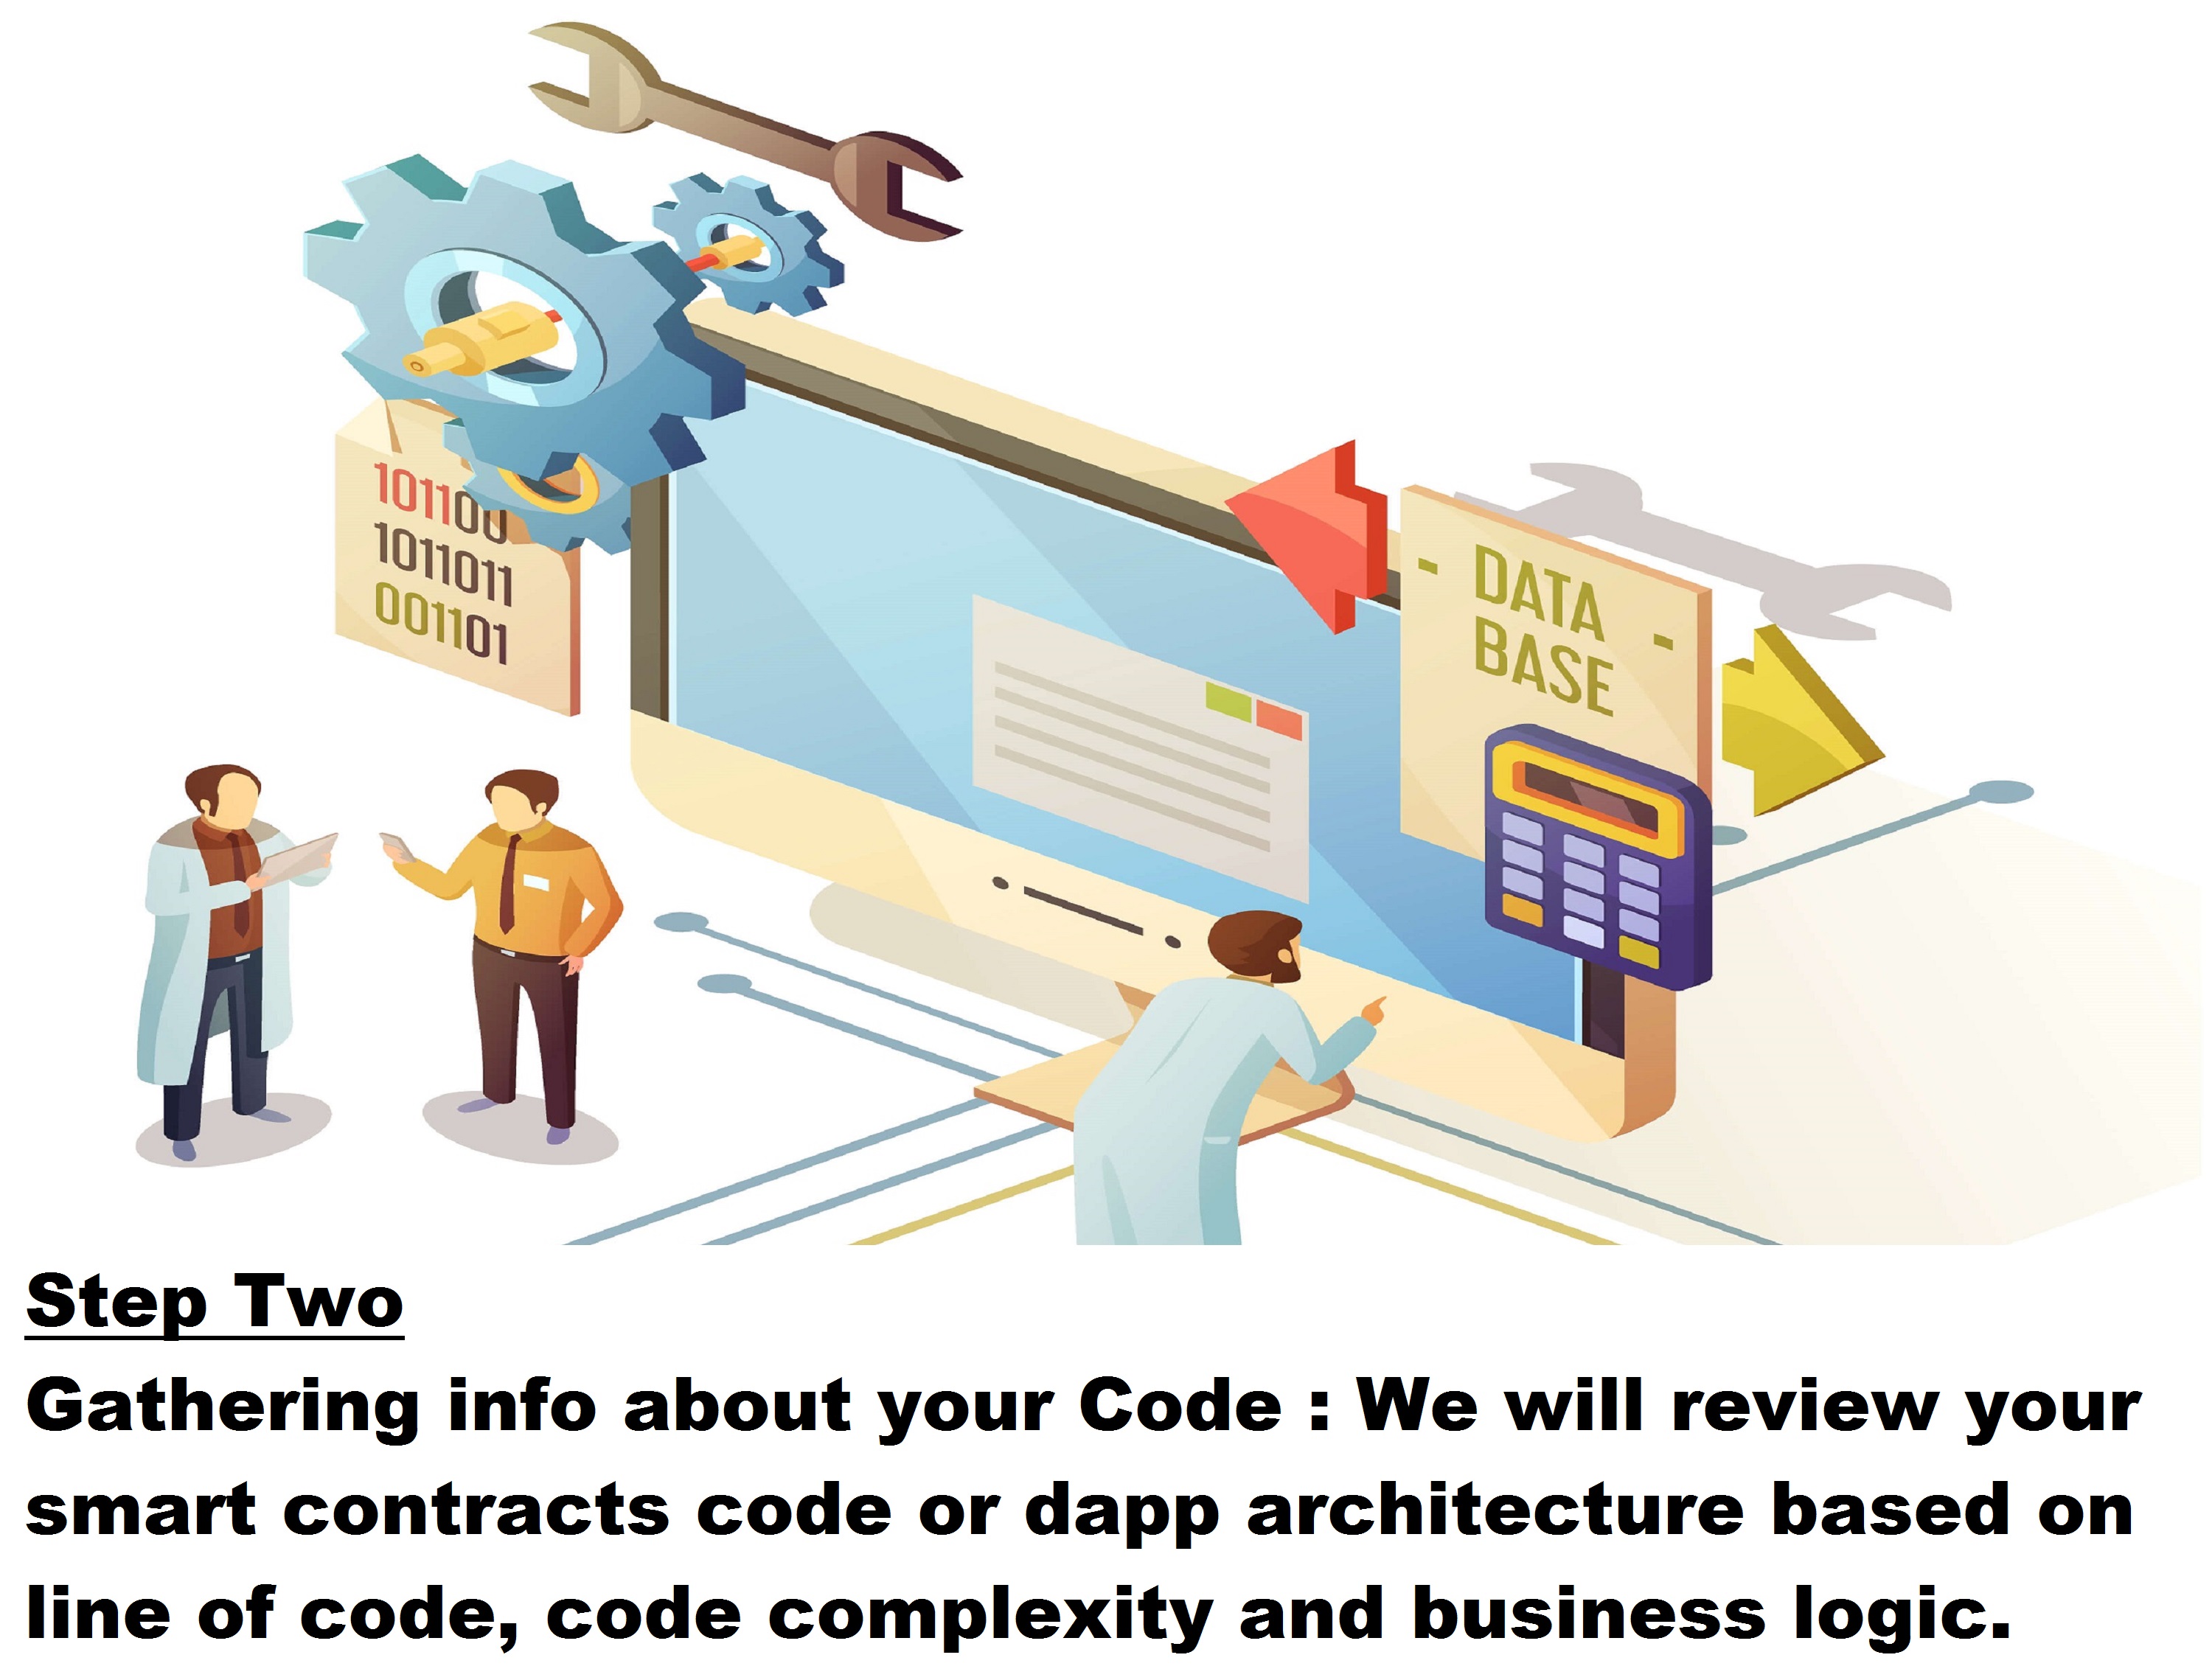 101100
1011011
001101
- DATA -
BASE
Step Two
Gathering info about your Code : We will review your
smart contracts code or dapp architecture based on
line of code, code complexity and business logic.